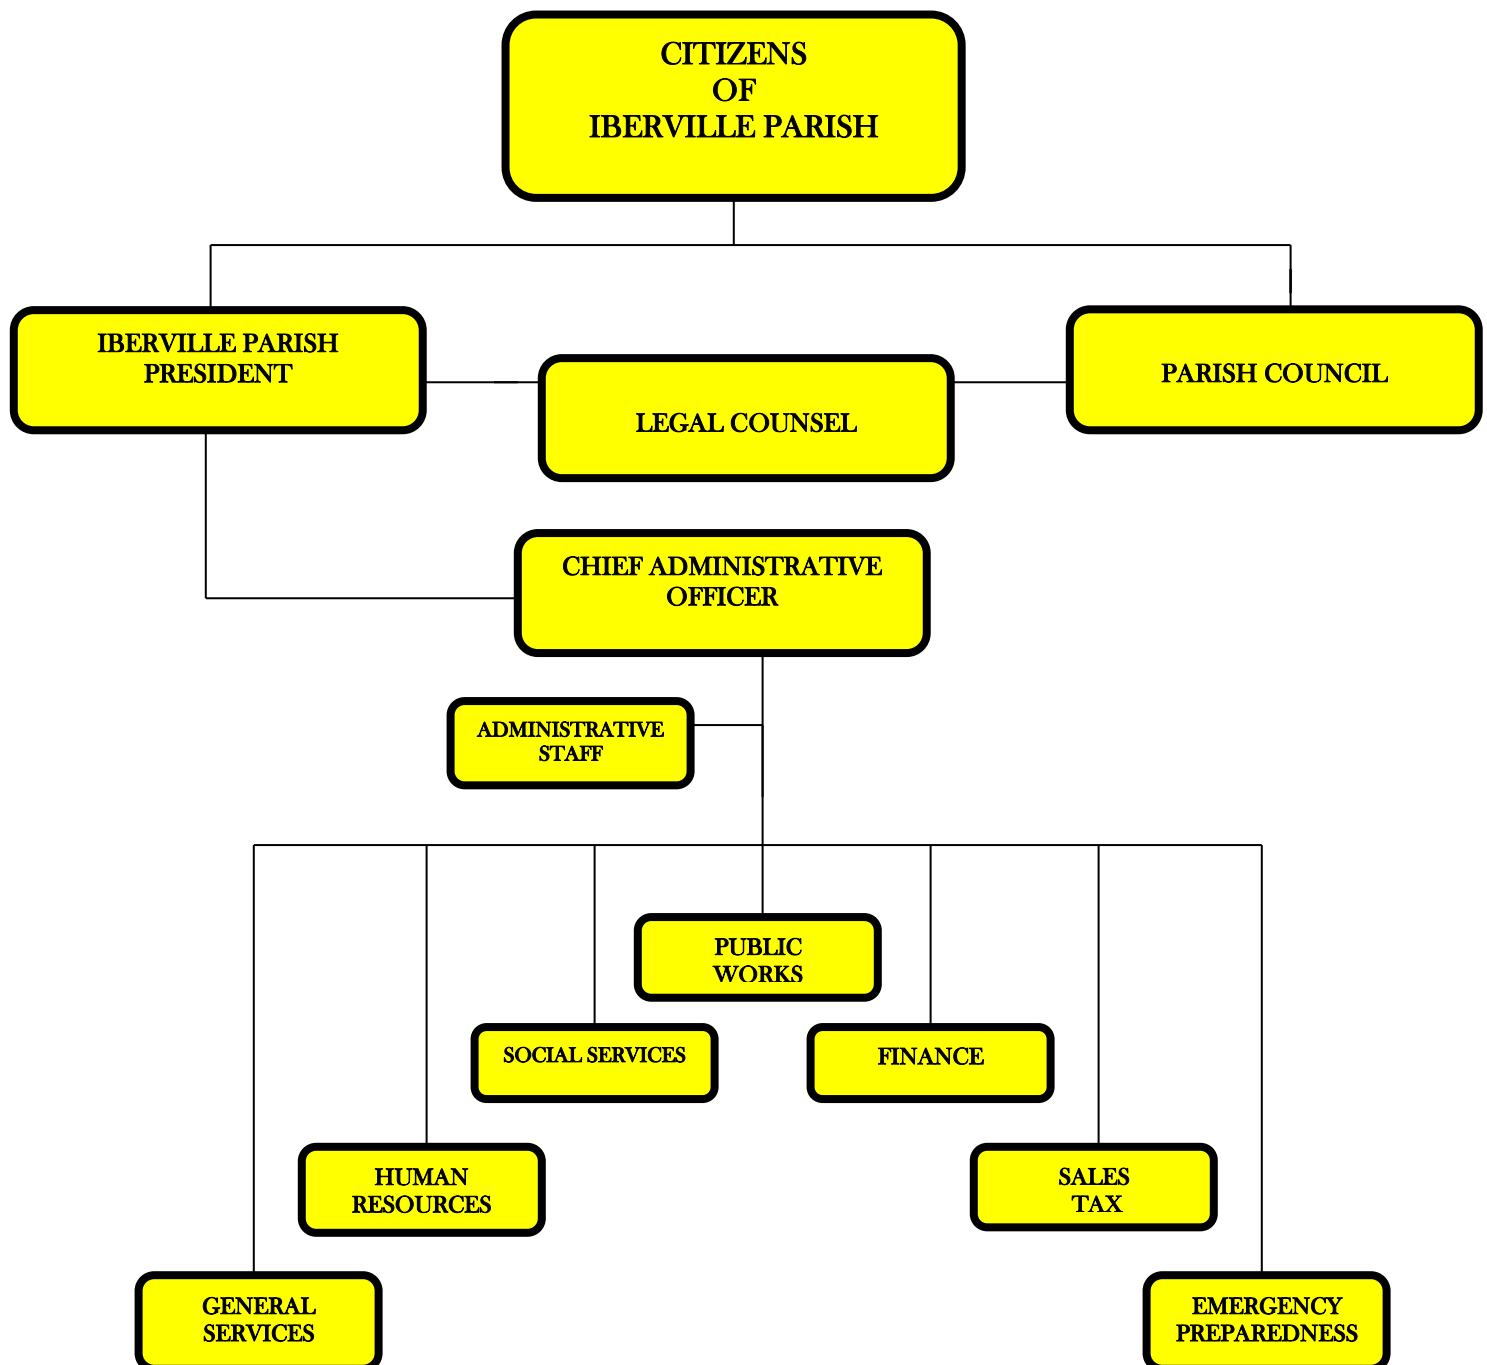 CITIZENS
OF
IBERVILLE PARISH
IBERVILLE PARISH
PRESIDENT
PARISH COUNCIL
LEGAL COUNSEL
CHIEF ADMINISTRATIVE
OFFICER
ADMINISTRATIVE
STAFF
PUBLIC
WORKS
SOCIAL SERVICES
FINANCE
HUMAN
RESOURCES
SALES
TAX
GENERAL
SERVICES
EMERGENCY
PREPAREDNESS